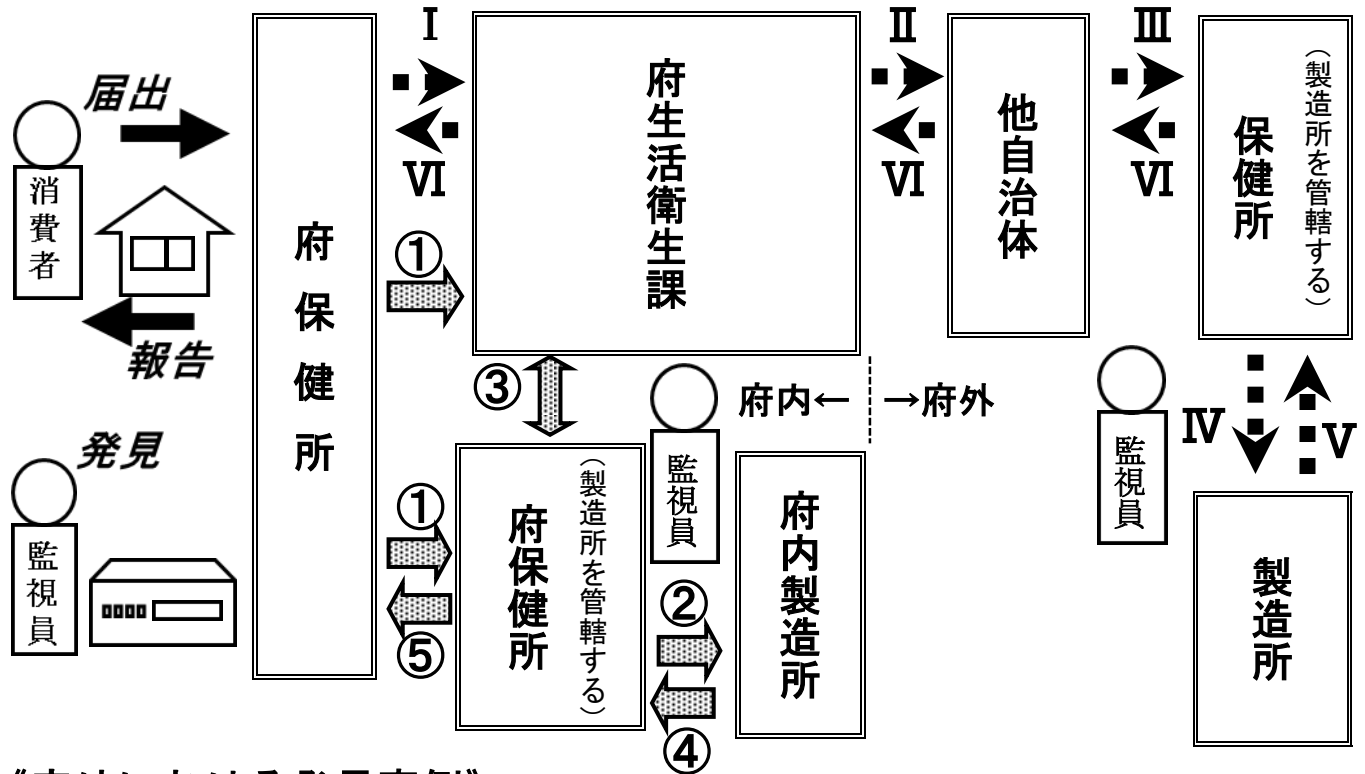 届出
消費者
報告
発見
監視員
府保健所
Ⅰ
Ⅵ
①
府生活衛生課
③
①
⑤
府保健所
（製造所を管轄する）
監視員
②
④
府内製造所
府内←
→府外
Ⅱ
Ⅵ
他自治体
Ⅲ
Ⅵ
保健所
（製造所を管轄する）
監視員
Ⅳ
Ⅴ
製造所